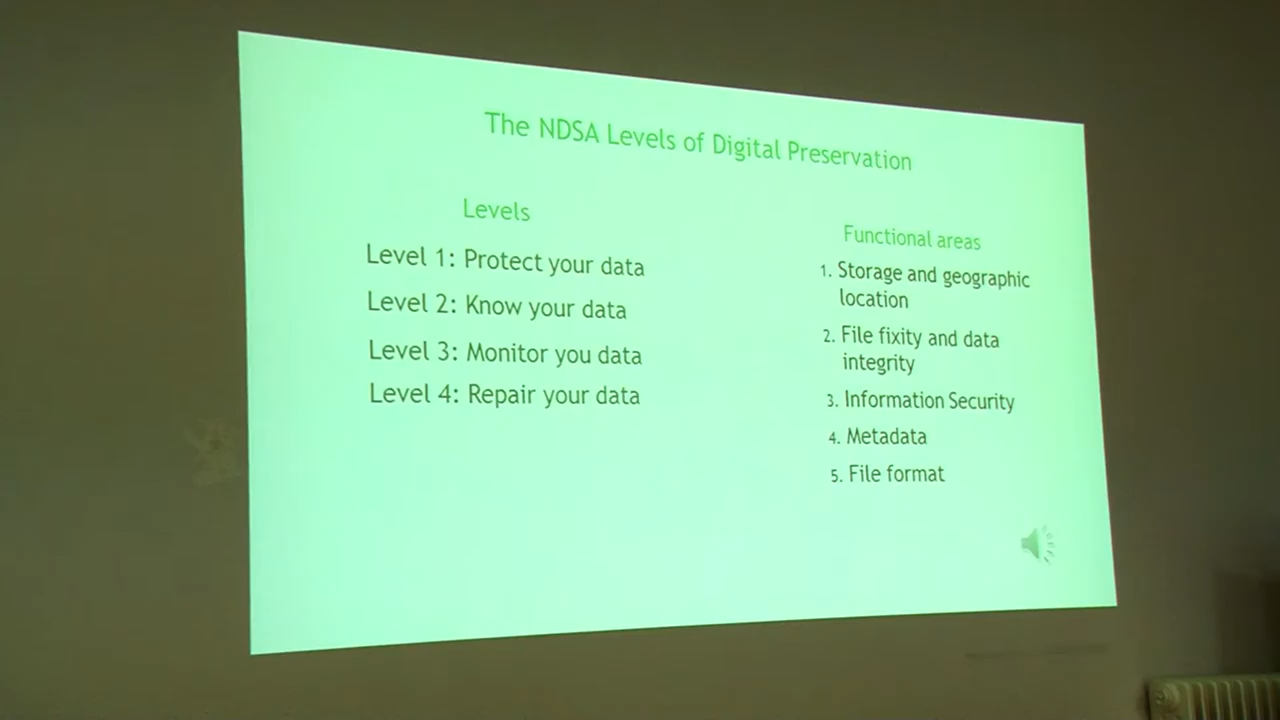 The NDSA Levels of Digital Preservation
Levels
Level 1: Protect your data
Level 2: Know your data
Level 3: Monitor you data
Level 4: Repair your data
Functional areas
1. Storage and geographic
location
2. File fixity and data
integrity
3. Information Security
4. Metadata
5. File format